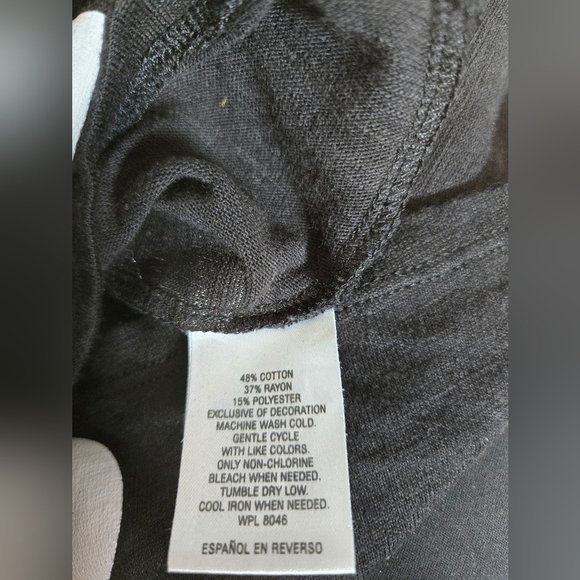 48% COTTON
37% RAYON
15% POLYESTER
EXCLUSIVE OF DECORATION
MACHINE WASH COLD.
GENTLE CYCLE
WITH LIKE COLORS.
ONLY NON-CHLORINE
BLEACH WHEN NEEDED.
TUMBLE DRY LOW.
COOL IRON WHEN NEEDED.
WPL 8046
ESPAÑOL EN REVERSO